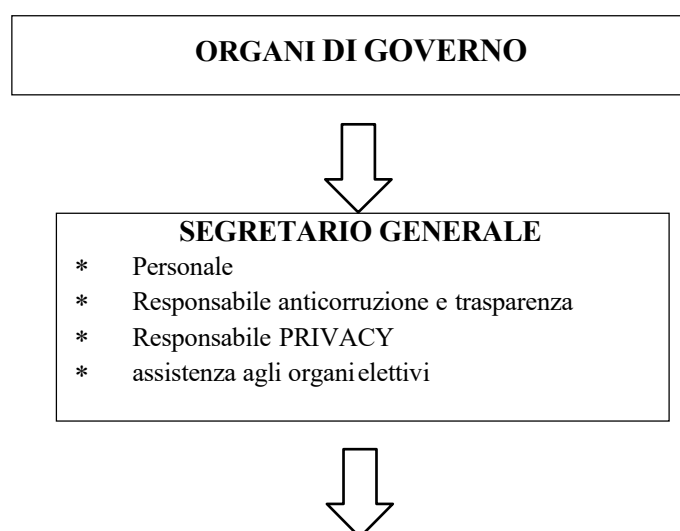 ORGANI DI GOVERNO
SEGRETARIO GENERALE
* Personale
* Responsabile anticorruzione e trasparenza
* Responsabile PRIVACY
* assistenza agli organi elettivi